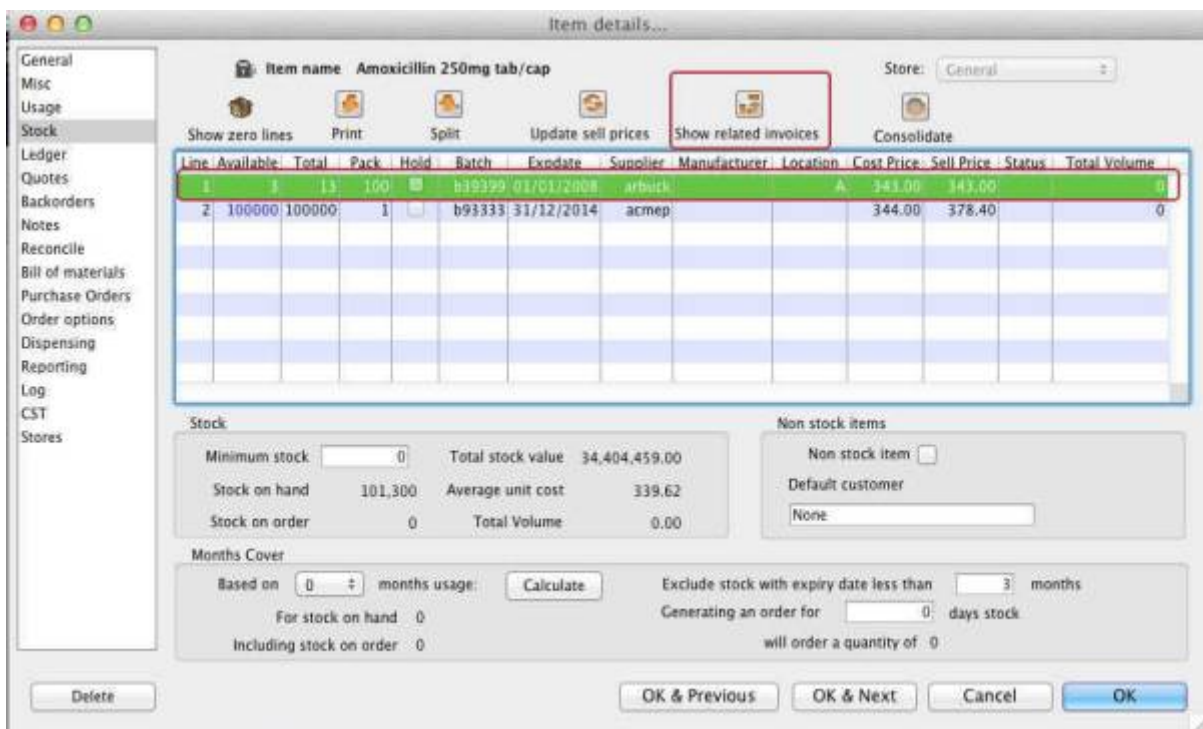 Item details...
General
Misc
Usage
Stock
Ledger
Quotes
Backorders
Notes
Reconcile
Bill of materials
Purchase Orders
Order options
Dispensing
Reporting
Log
CST
Stores
Item name Amoxicillin 250mg tab/cap
Store: General
Show zero lines Print Split Update sell prices Show related invoices Consolidate
Line Available Total Pack Hold Batch Expdate Supplier Manufacturer Location Cost Price Sell Price Status Total Volume
1 3 13 100 b39399 01/01/2008 arbuck A 343.00 343.00 0
2 100000 100000 1 b93333 31/12/2014 acmep 344.00 378.40 0
Stock
Minimum stock 0 Total stock value 34,404,459.00
Stock on hand 101,300 Average unit cost 339.62
Stock on order 0 Total Volume 0.00
Non stock items
Non stock item
Default customer
None
Months Cover
Based on 0 months usage: Calculate
For stock on hand 0
Including stock on order 0
Exclude stock with expiry date less than 3 months
Generating an order for 0 days stock
will order a quantity of 0
Delete OK & Previous OK & Next Cancel OK